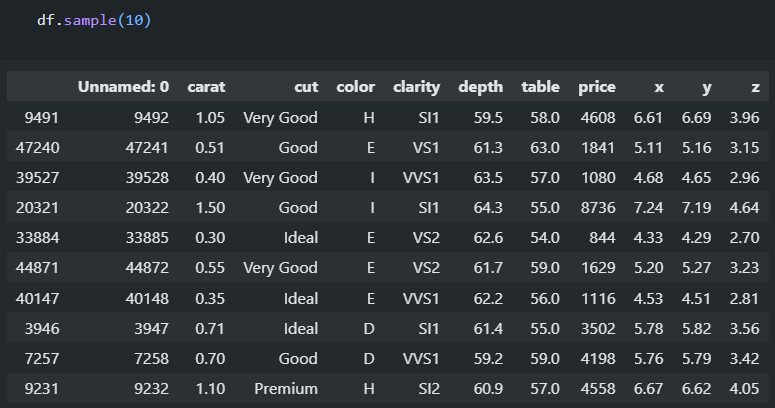 df.sample(10)
Unnamed: 0 carat cut color clarity depth table price x y z
9491 9492 1.05 Very Good H SI1 59.5 58.0 4608 6.61 6.69 3.96
47240 47241 0.51 Good E VS1 61.3 63.0 1841 5.11 5.16 3.15
39527 39528 0.40 Very Good I VVS1 63.5 57.0 1080 4.68 4.65 2.96
20321 20322 1.50 Good I SI1 64.3 55.0 8736 7.24 7.19 4.64
33884 33885 0.30 Ideal E VS2 62.6 54.0 844 4.33 4.29 2.70
44871 44872 0.55 Very Good E VS2 61.7 59.0 1629 5.20 5.27 3.23
40147 40148 0.35 Ideal E VVS1 62.2 56.0 1116 4.53 4.51 2.81
3946 3947 0.71 Ideal D SI1 61.4 55.0 3502 5.78 5.82 3.56
7257 7258 0.70 Good D VVS1 59.2 59.0 4198 5.76 5.79 3.42
9231 9232 1.10 Premium H SI2 60.9 57.0 4558 6.67 6.62 4.05